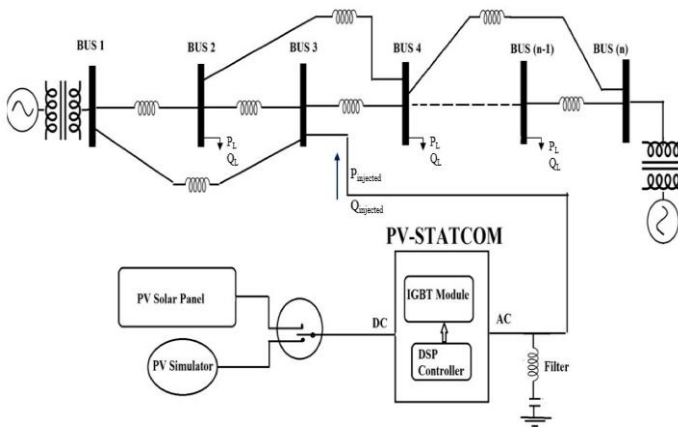 BUS 1
BUS 2
BUS 3
BUS 4
BUS (n-1)
BUS (n)
PL
QL
PL
QL
PL
QL
Pinjected
Qinjected
PV-STATCOM
PV Solar Panel
PV Simulator
DC
IGBT Module
DSP
Controller
AC
Filter